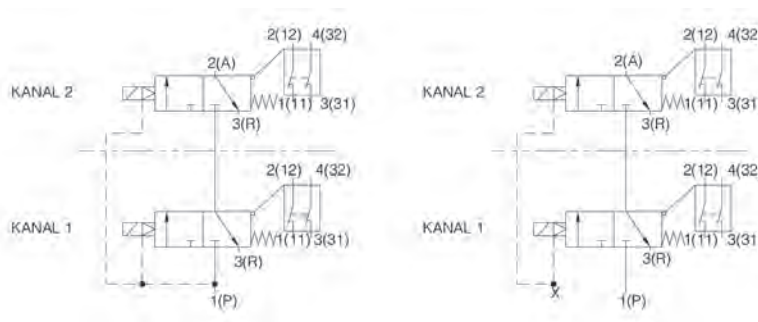 2(12) 4(32)
2(A)
KANAL 2
1(11) 3(31)
3(R)
2(12) 4(32)
KANAL 1
1(11) 3(31)
3(R)
1(P)
2(12) 4(32)
2(A)
KANAL 2
1(11) 3(31)
3(R)
2(12) 4(32)
KANAL 1
1(11) 3(31)
3(R)
X
1(P)